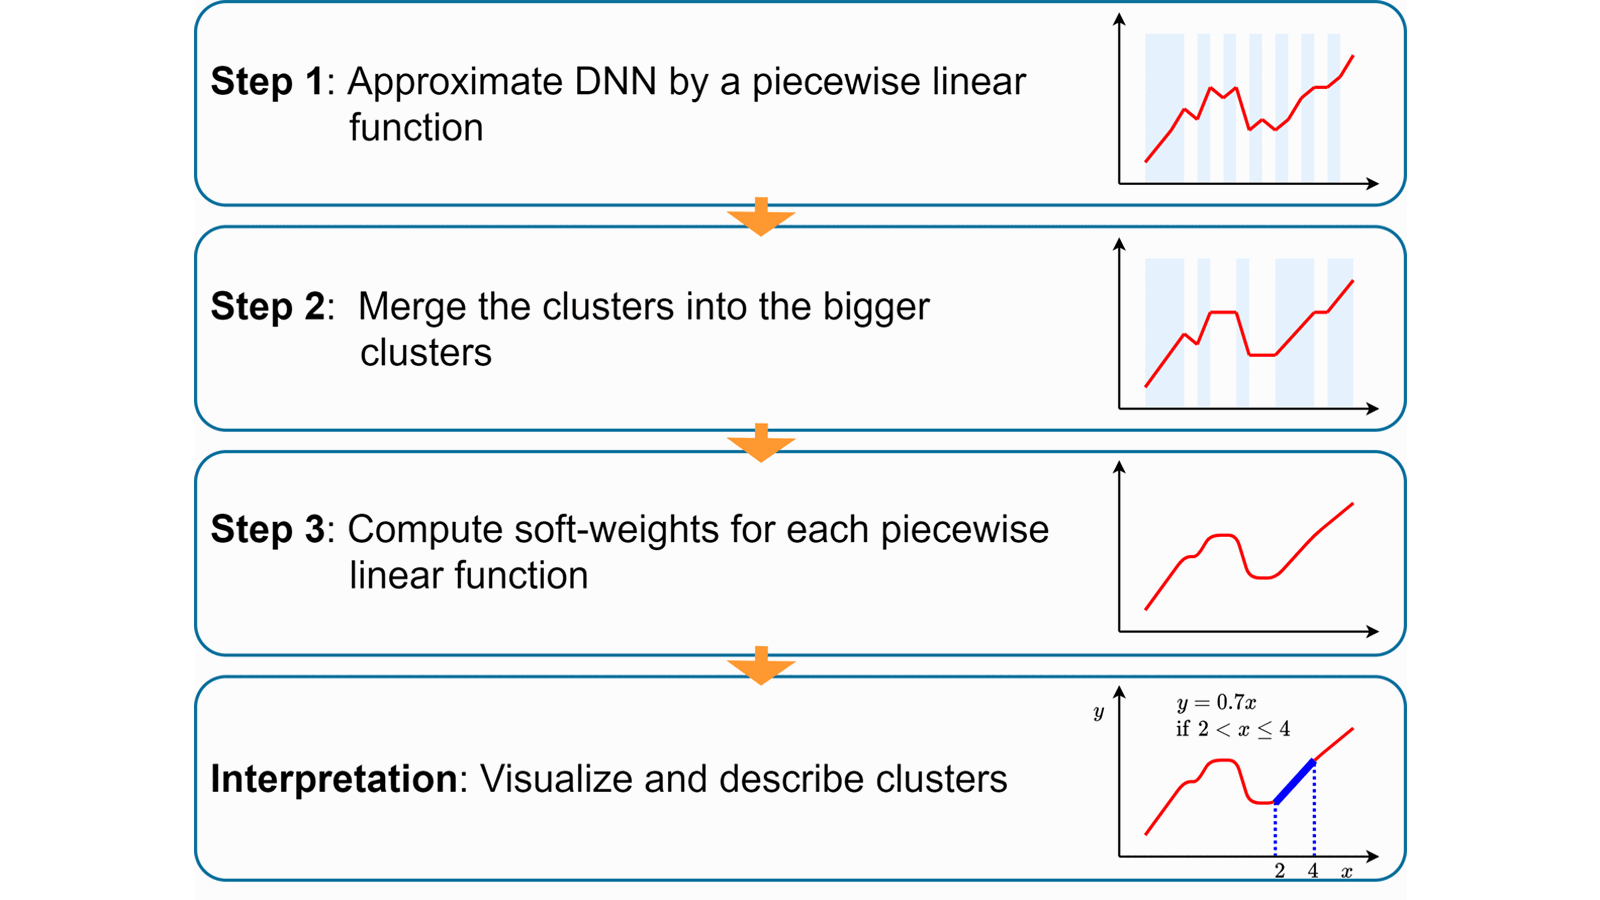 Step 1: Approximate DNN by a piecewise linear
function
Step 2: Merge the clusters into the bigger
clusters
Step 3: Compute soft-weights for each piecewise
linear function
Interpretation: Visualize and describe clusters
y
y = 0.7x
if 2 < x ≤ 4
2 4 x